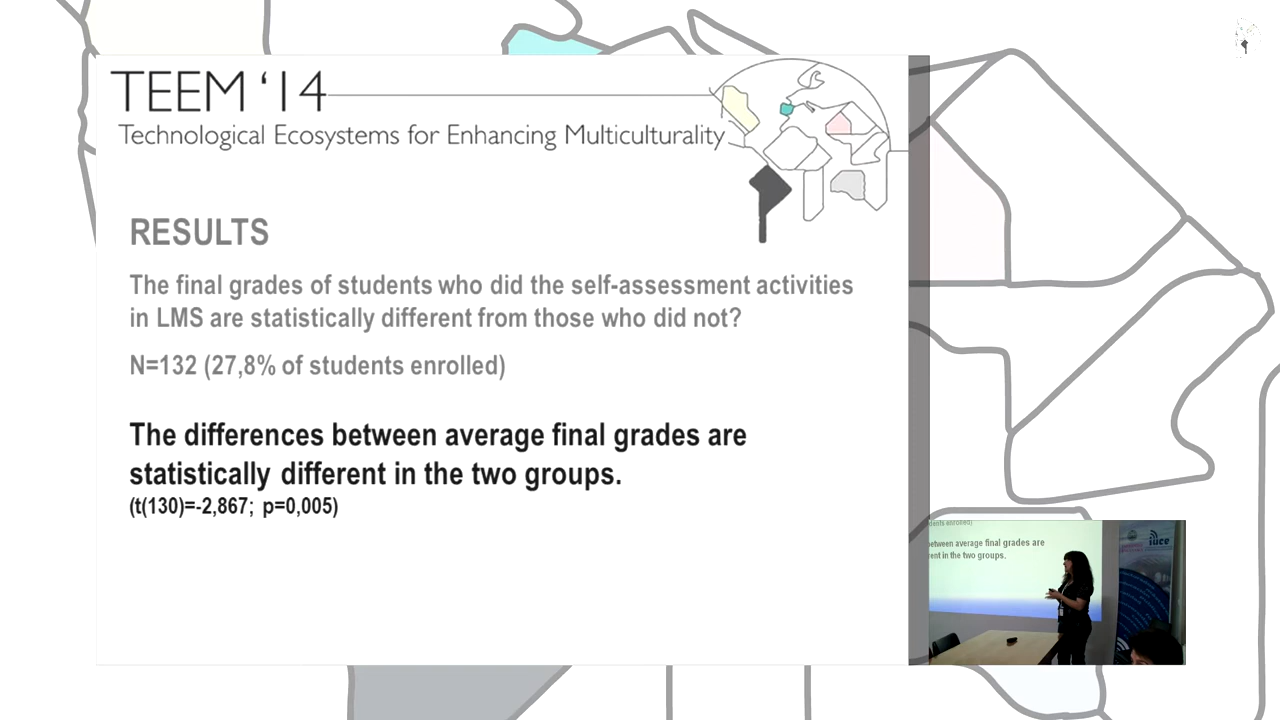 TEEM ‘14
Technological Ecosystems for Enhancing Multiculturality
RESULTS
The final grades of students who did the self-assessment activities
in LMS are statistically different from those who did not?
N=132 (27,8% of students enrolled)
The differences between average final grades are
statistically different in the two groups.
(t(130)=-2,867; p=0,005)
dents enrolled)
between average final grades are
rent in the two groups.
iuce